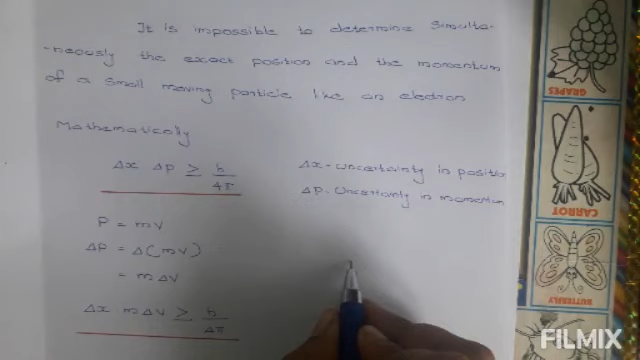 It is impossible to determine simulta-
-neously the exact position and the momentum
of a small moving particle like an electron
Mathematically
Δx Δp ≥ h/4π
Δx - uncertainty in positio
Δp - Uncertainty in momentum
P = mv
Δp = Δ(mv)
= m Δv
Δx mΔv ≥ h/4π
GRAPES
CARROT
BUTTERFLY
FILMIX